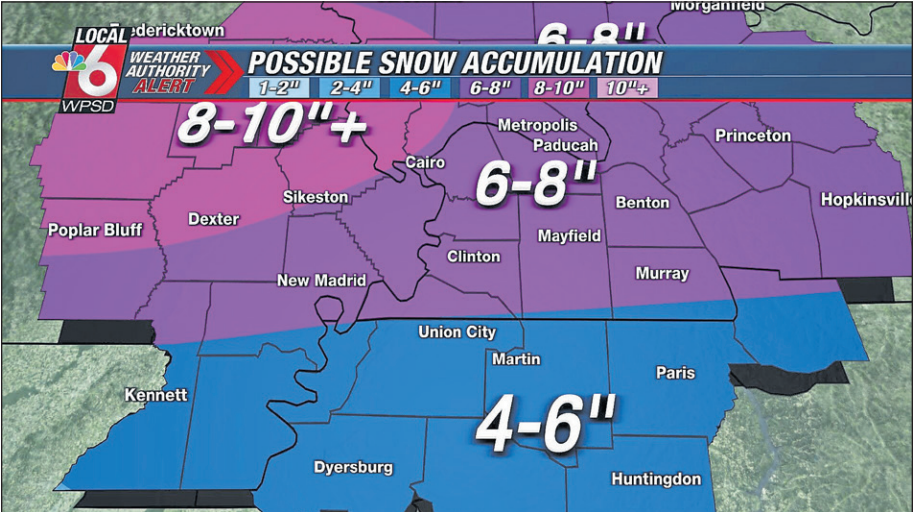 Morganfield
edericktown
6-8"
LOCAL
6
WPSD
WEATHER
AUTHORITY
ALERT
POSSIBLE SNOW ACCUMULATION
1-2"
2-4"
4-6"
6-8"
8-10"
10"+
8-10"+
Metropolis
Paducah
Princeton
Cairo
6-8"
Sikeston
Benton
Hopkinsville
Dexter
Poplar Bluff
Mayfield
Clinton
New Madrid
Murray
Union City
Martin
Paris
Kennett
4-6"
Dyersburg
Huntingdon